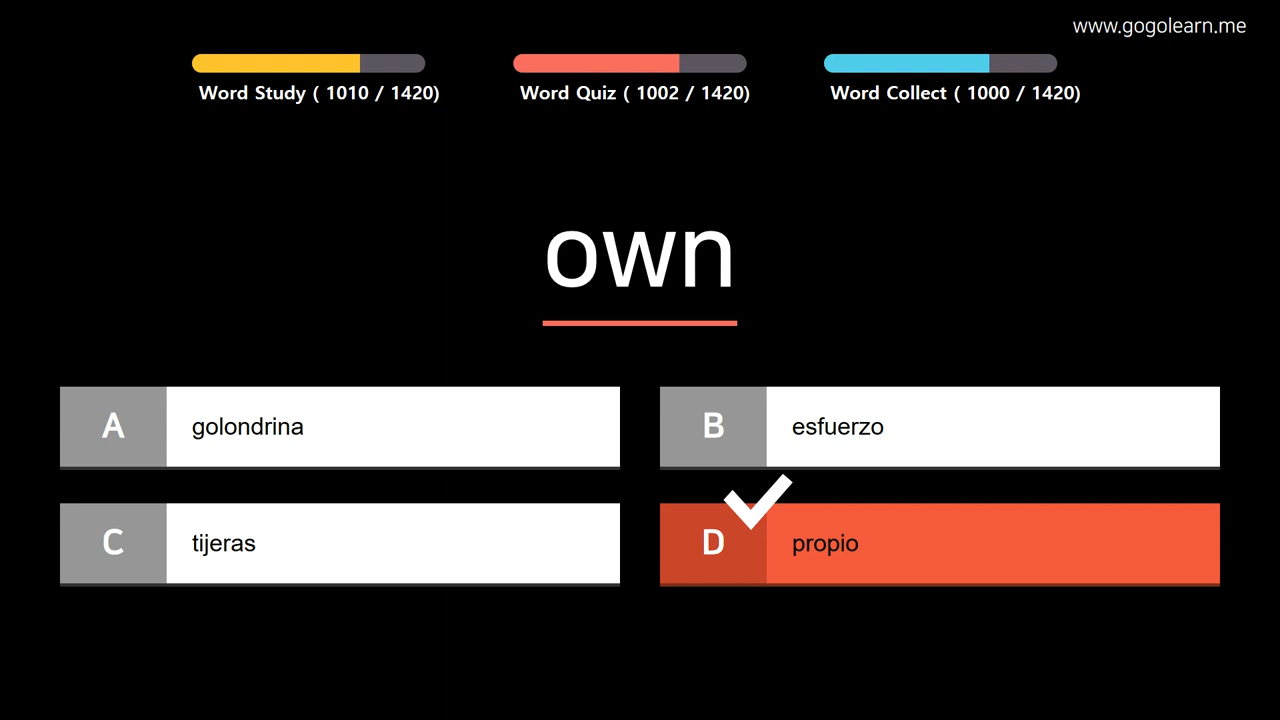 www.gogolearn.me
Word Study ( 1010 / 1420)
Word Quiz ( 1002 / 1420)
Word Collect ( 1000 / 1420)
own
A golondrina
B esfuerzo
C tijeras
D propio